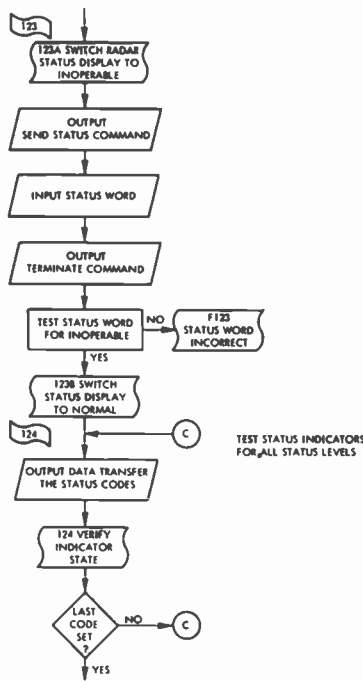 123
123A SWITCH RADAR
STATUS DISPLAY TO
INOPERABLE
OUTPUT
SEND STATUS COMMAND
INPUT STATUS WORD
OUTPUT
TERMINATE COMMAND
TEST STATUS WORD
FOR INOPERABLE
NO
F123
STATUS WORD
INCORRECT
YES
123B SWITCH
STATUS DISPLAY
TO NORMAL
124
C
TEST STATUS INDICATORS
FOR ALL STATUS LEVELS
OUTPUT DATA TRANSFER
THE STATUS CODES
124 VERIFY
INDICATOR
STATE
LAST
CODE
SET
?
NO
C
YES